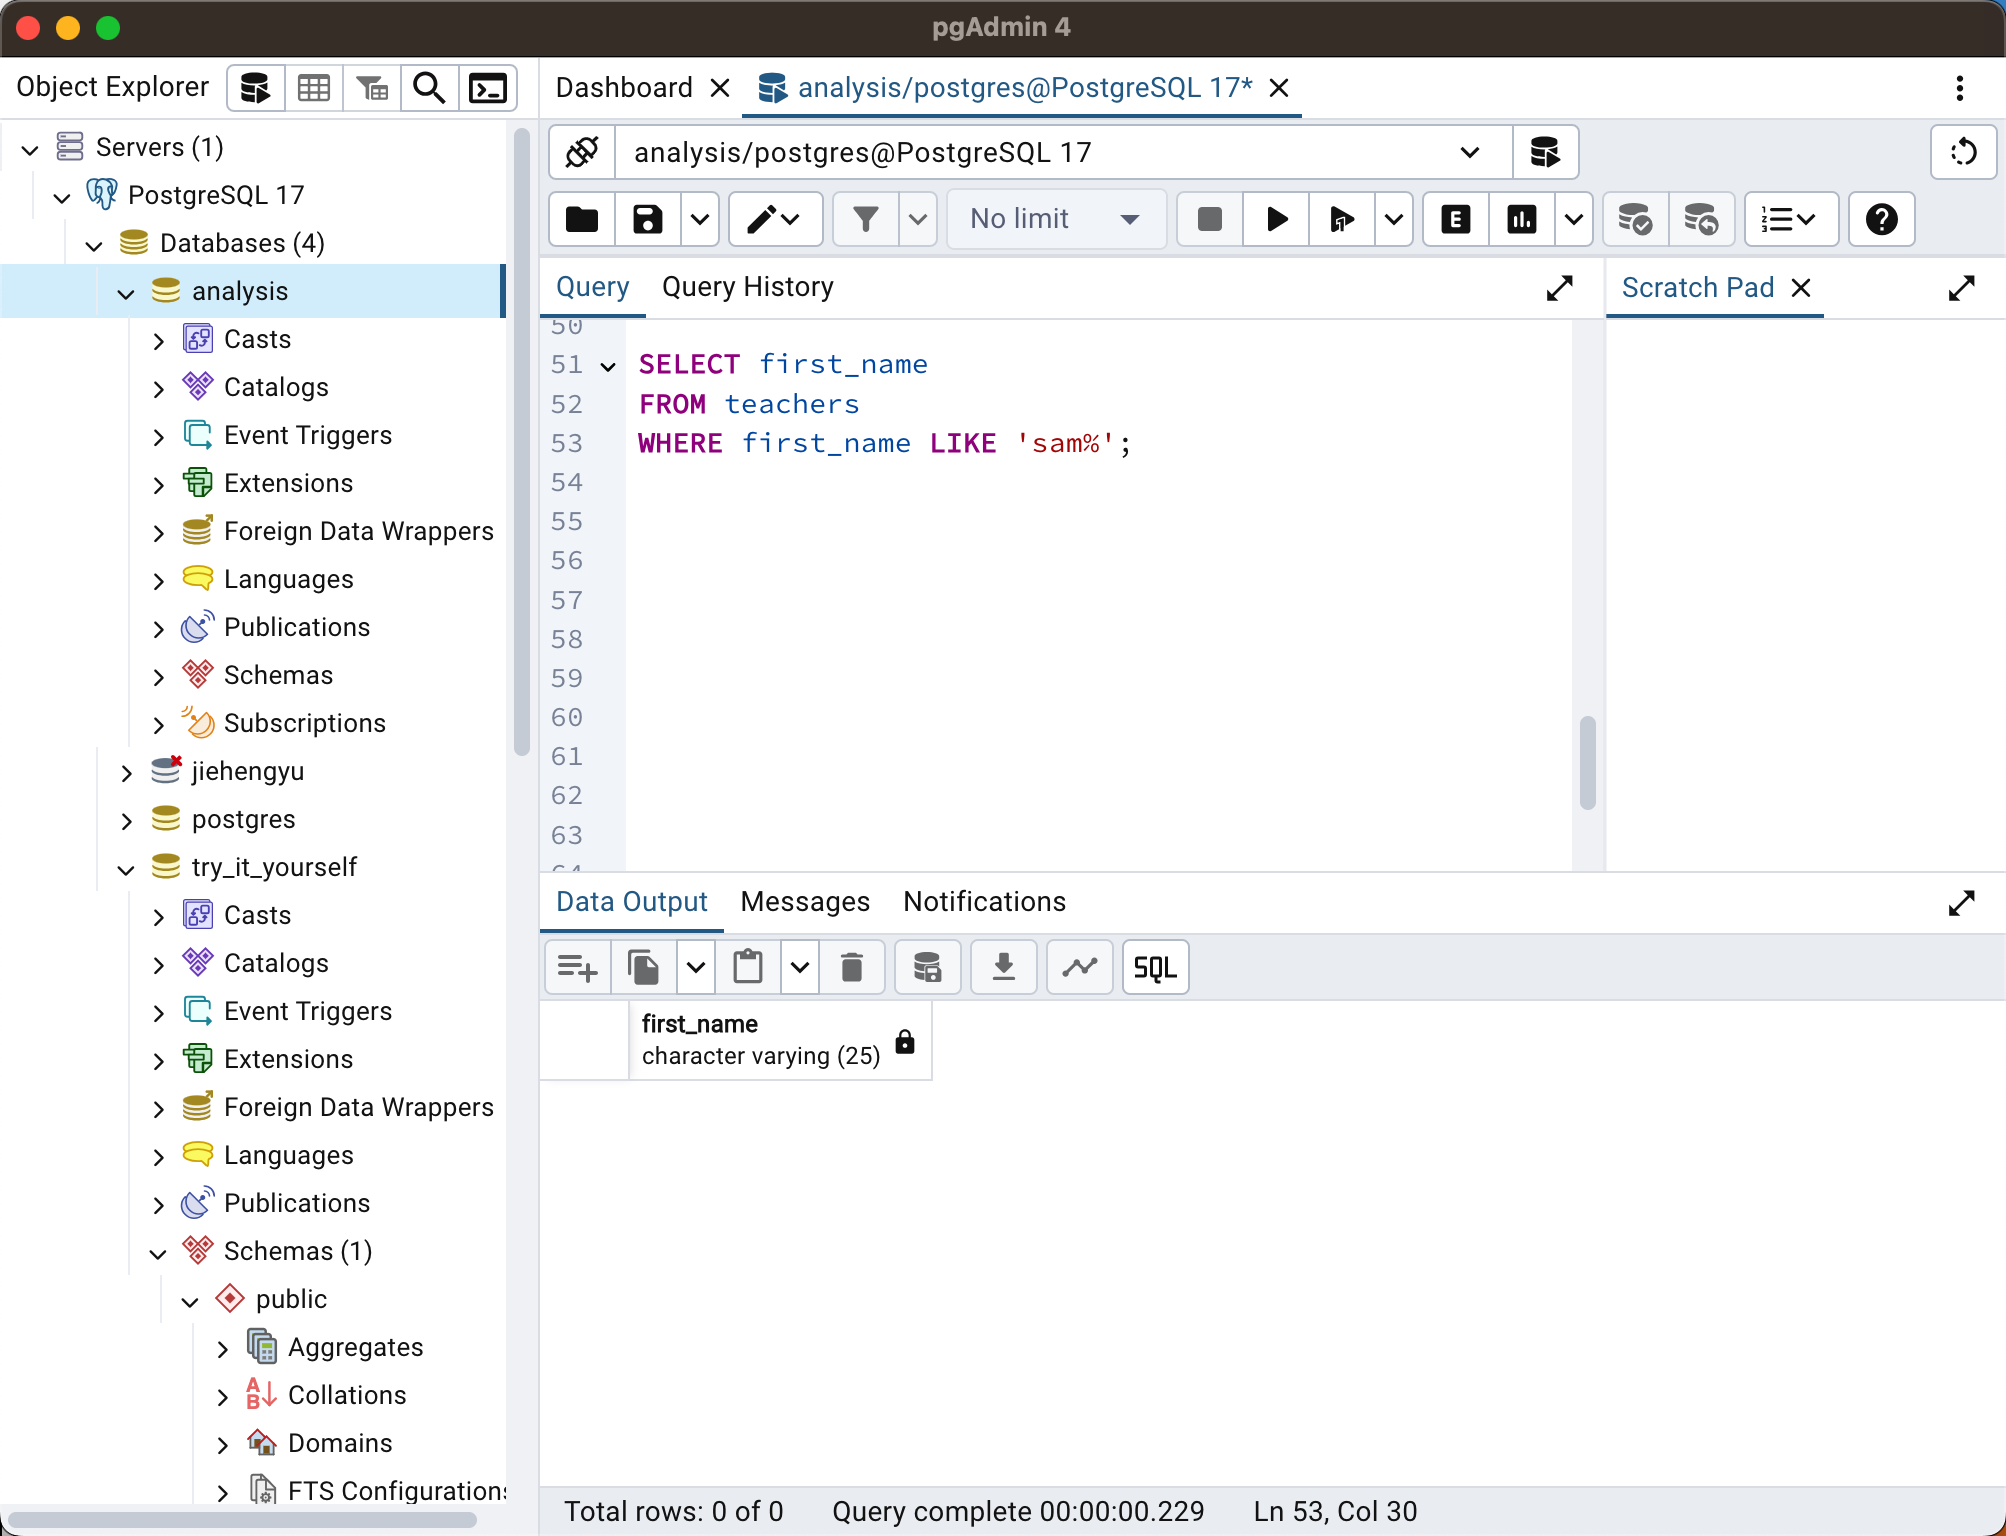 pgAdmin 4
Object Explorer
Dashboard
analysis/postgres@PostgreSQL 17*
Servers (1)
PostgreSQL 17
Databases (4)
analysis
Casts
Catalogs
Event Triggers
Extensions
Foreign Data Wrappers
Languages
Publications
Schemas
Subscriptions
jiehengyu
postgres
try_it_yourself
Casts
Catalogs
Event Triggers
Extensions
Foreign Data Wrappers
Languages
Publications
Schemas (1)
public
Aggregates
Collations
Domains
FTS Configurations
analysis/postgres@PostgreSQL 17
No limit
E
Query Query History
Scratch Pad
50
51 SELECT first_name
52 FROM teachers
53 WHERE first_name LIKE 'sam%';
54
55
56
57
58
59
60
61
62
63
64
Data Output Messages Notifications
SQL
first_name
character varying (25)
Total rows: 0 of 0 Query complete 00:00:00.229 Ln 53, Col 30